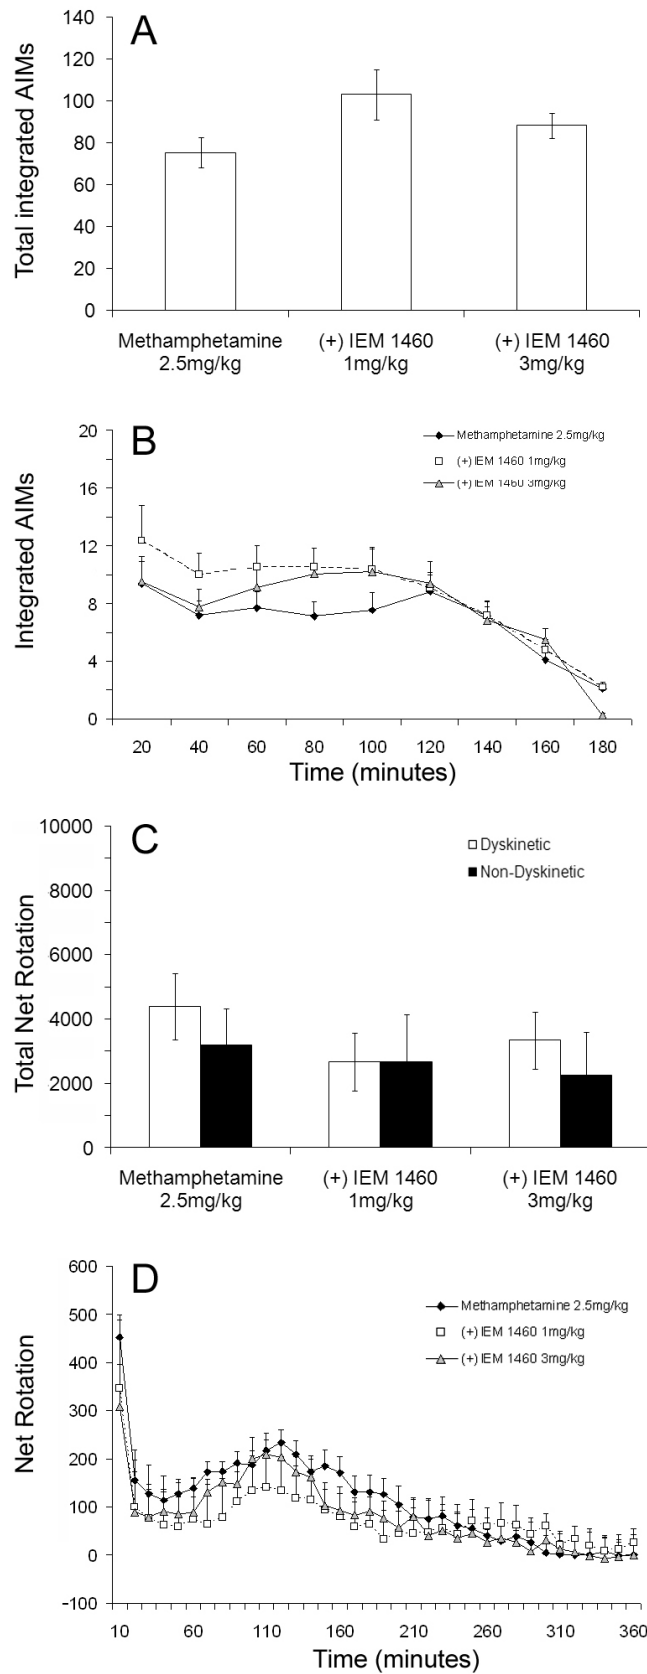 A
Total integrated AIMs
140
120
100
80
60
40
20
0
Methamphetamine 2.5mg/kg
(+) IEM 1460 1mg/kg
(+) IEM 1460 3mg/kg
B
Integrated AIMs
20
16
12
8
4
0
Methamphetamine 2.5mg/kg
(+) IEM 1460 1mg/kg
(+) IEM 1460 3mg/kg
20 40 60 80 100 120 140 160 180
Time (minutes)
C
Total Net Rotation
10000
8000
6000
4000
2000
0
Dyskinetic
Non-Dyskinetic
Methamphetamine 2.5mg/kg
(+) IEM 1460 1mg/kg
(+) IEM 1460 3mg/kg
D
Net Rotation
600
500
400
300
200
100
0
-100
Methamphetamine 2.5mg/kg
(+) IEM 1460 1mg/kg
(+) IEM 1460 3mg/kg
10 60 110 160 210 260 310 360
Time (minutes)